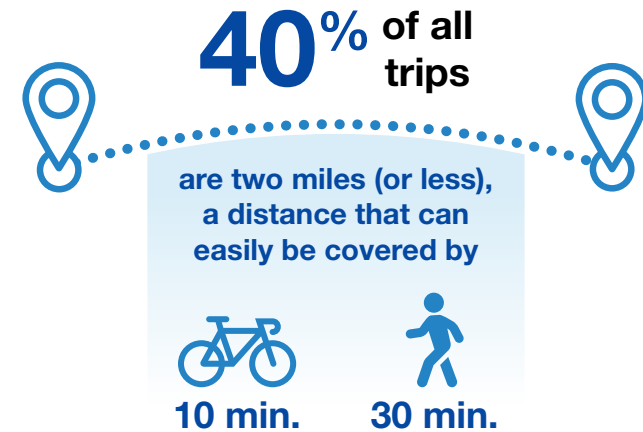 40% of all
trips
are two miles (or less),
a distance that can
easily be covered by
10 min. 30 min.